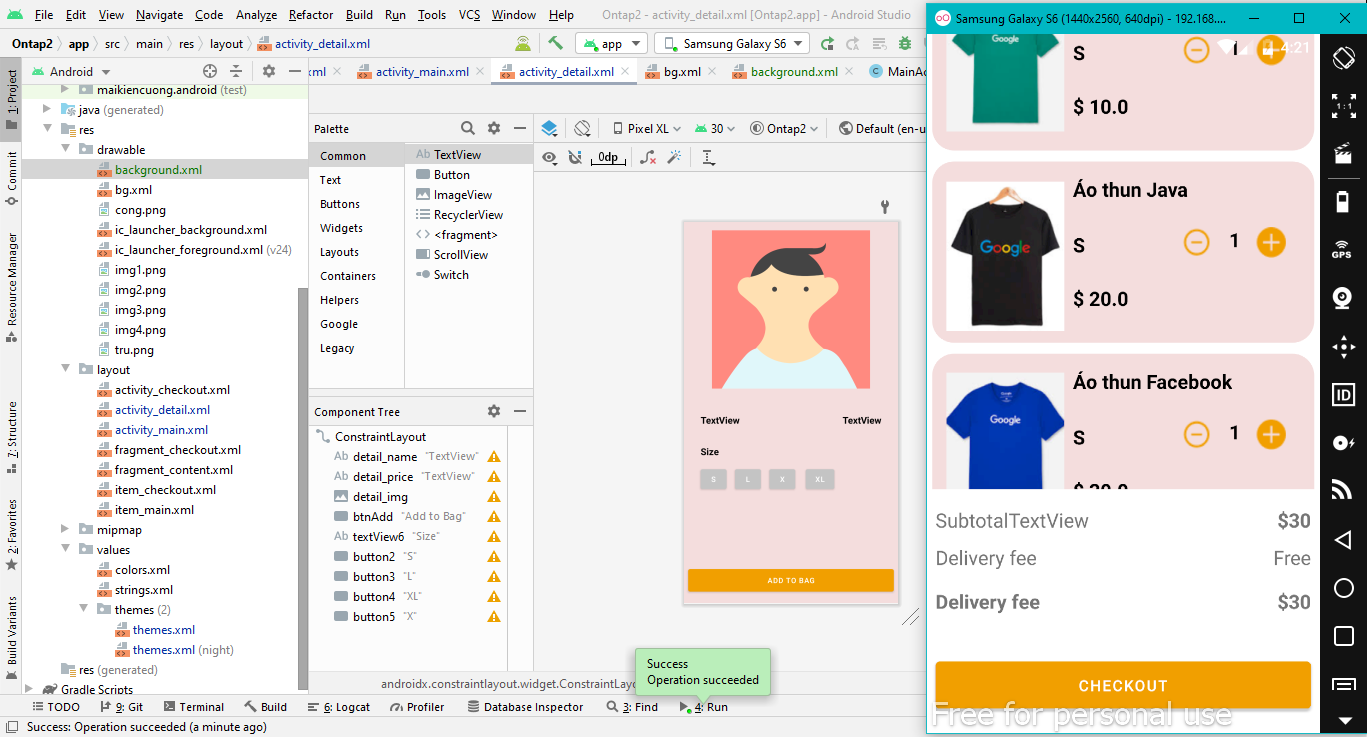 File Edit View Navigate Code Analyze Refactor Build Run Tools VCS Window Help Ontap2 - activity_detail.xml [Ontap2.app] - Android Studio
Ontap2 app src main res layout activity_detail.xml app Samsung Galaxy S6
1: Project
Commit
Resource Manager
Z: Structure
2: Favorites
Build Variants
Android
maikiencuong.android (test)
java (generated)
res
drawable
background.xml
bg.xml
cong.png
ic_launcher_background.xml
ic_launcher_foreground.xml (v24)
img1.png
img2.png
img3.png
img4.png
tru.png
layout
activity_checkout.xml
activity_detail.xml
activity_main.xml
fragment_checkout.xml
fragment_content.xml
item_checkout.xml
item_main.xml
mipmap
values
colors.xml
strings.xml
themes (2)
themes.xml
themes.xml (night)
res (generated)
Gradle Scripts
xml activity_main.xml activity_detail.xml bg.xml background.xml MainAc
Palette
Common
Text
Buttons
Widgets
Layouts
Containers
Helpers
Google
Legacy
Ab TextView
Button
ImageView
RecyclerView
<fragment>
ScrollView
Switch
Component Tree
ConstraintLayout
Ab detail_name "TextView"
Ab detail_price "TextView"
detail_img
btnAdd "Add to Bag"
Ab textView6 "Size"
button2 "S"
button3 "L"
button4 "XL"
button5 "X"
Pixel XL 30 Ontap2 Default (en-u
0dp
TextView TextView
Size
S L X XL
ADD TO BAG
androidx.constraintlayout.widget.ConstraintLayo
Success
Operation succeeded
TODO 9: Git Terminal Build 6: Logcat Profiler Database Inspector 3: Find 4: Run
Success: Operation succeeded (a minute ago)
Samsung Galaxy S6 (1440x2560, 640dpi) - 192.168....
4:21
S 1
$ 10.0
Áo thun Java
Google
S 1
$ 20.0
Áo thun Facebook
Google
S 1
SubtotalTextView $30
Delivery fee Free
Delivery fee $30
CHECKOUT
Free for personal use
1:1
GPS
ID